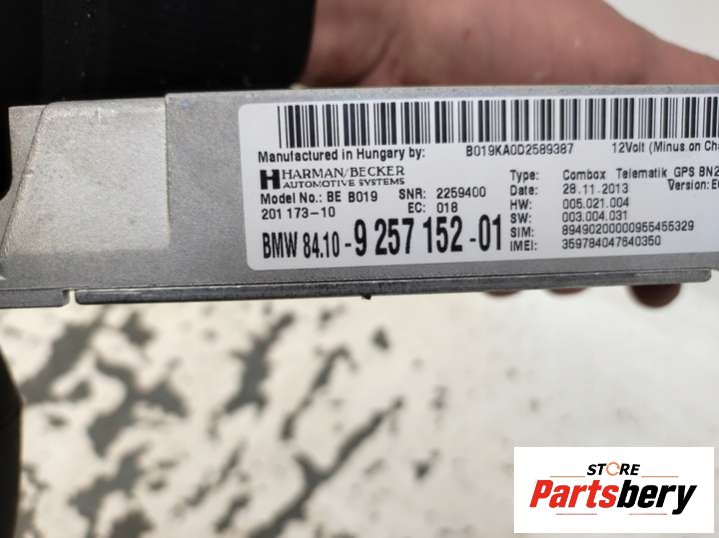 B019KA0D2589387
Manufactured in Hungary by:
12Volt (Minus on Cha
HARMAN/BECKER
AUTOMOTIVE SYSTEMS
Model No.: BE B019 SNR: 2259400
201 173-10 EC: 018
BMW 84.10-9 257 152-01
Type: Combox Telematik GPS BN2
Date: 28.11.2013 Version: E
HW: 005.021.004
SW: 003.004.031
SIM: 89490200000955455329
IMEI: 359784047640350
STORE
Partsbery